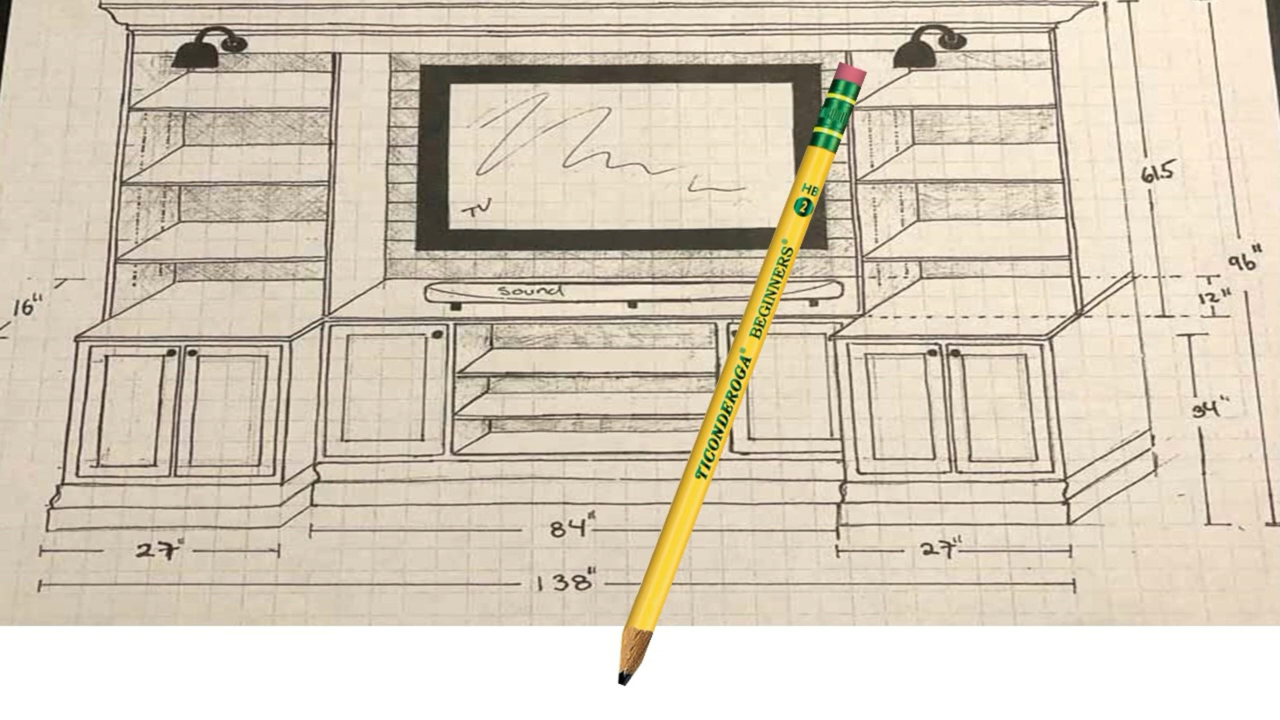 61.5
HB
2
TV
96"
16"
Sound
12"
TICONDEROGA® BEGINNERS®
34"
84"
27"
27"
138"